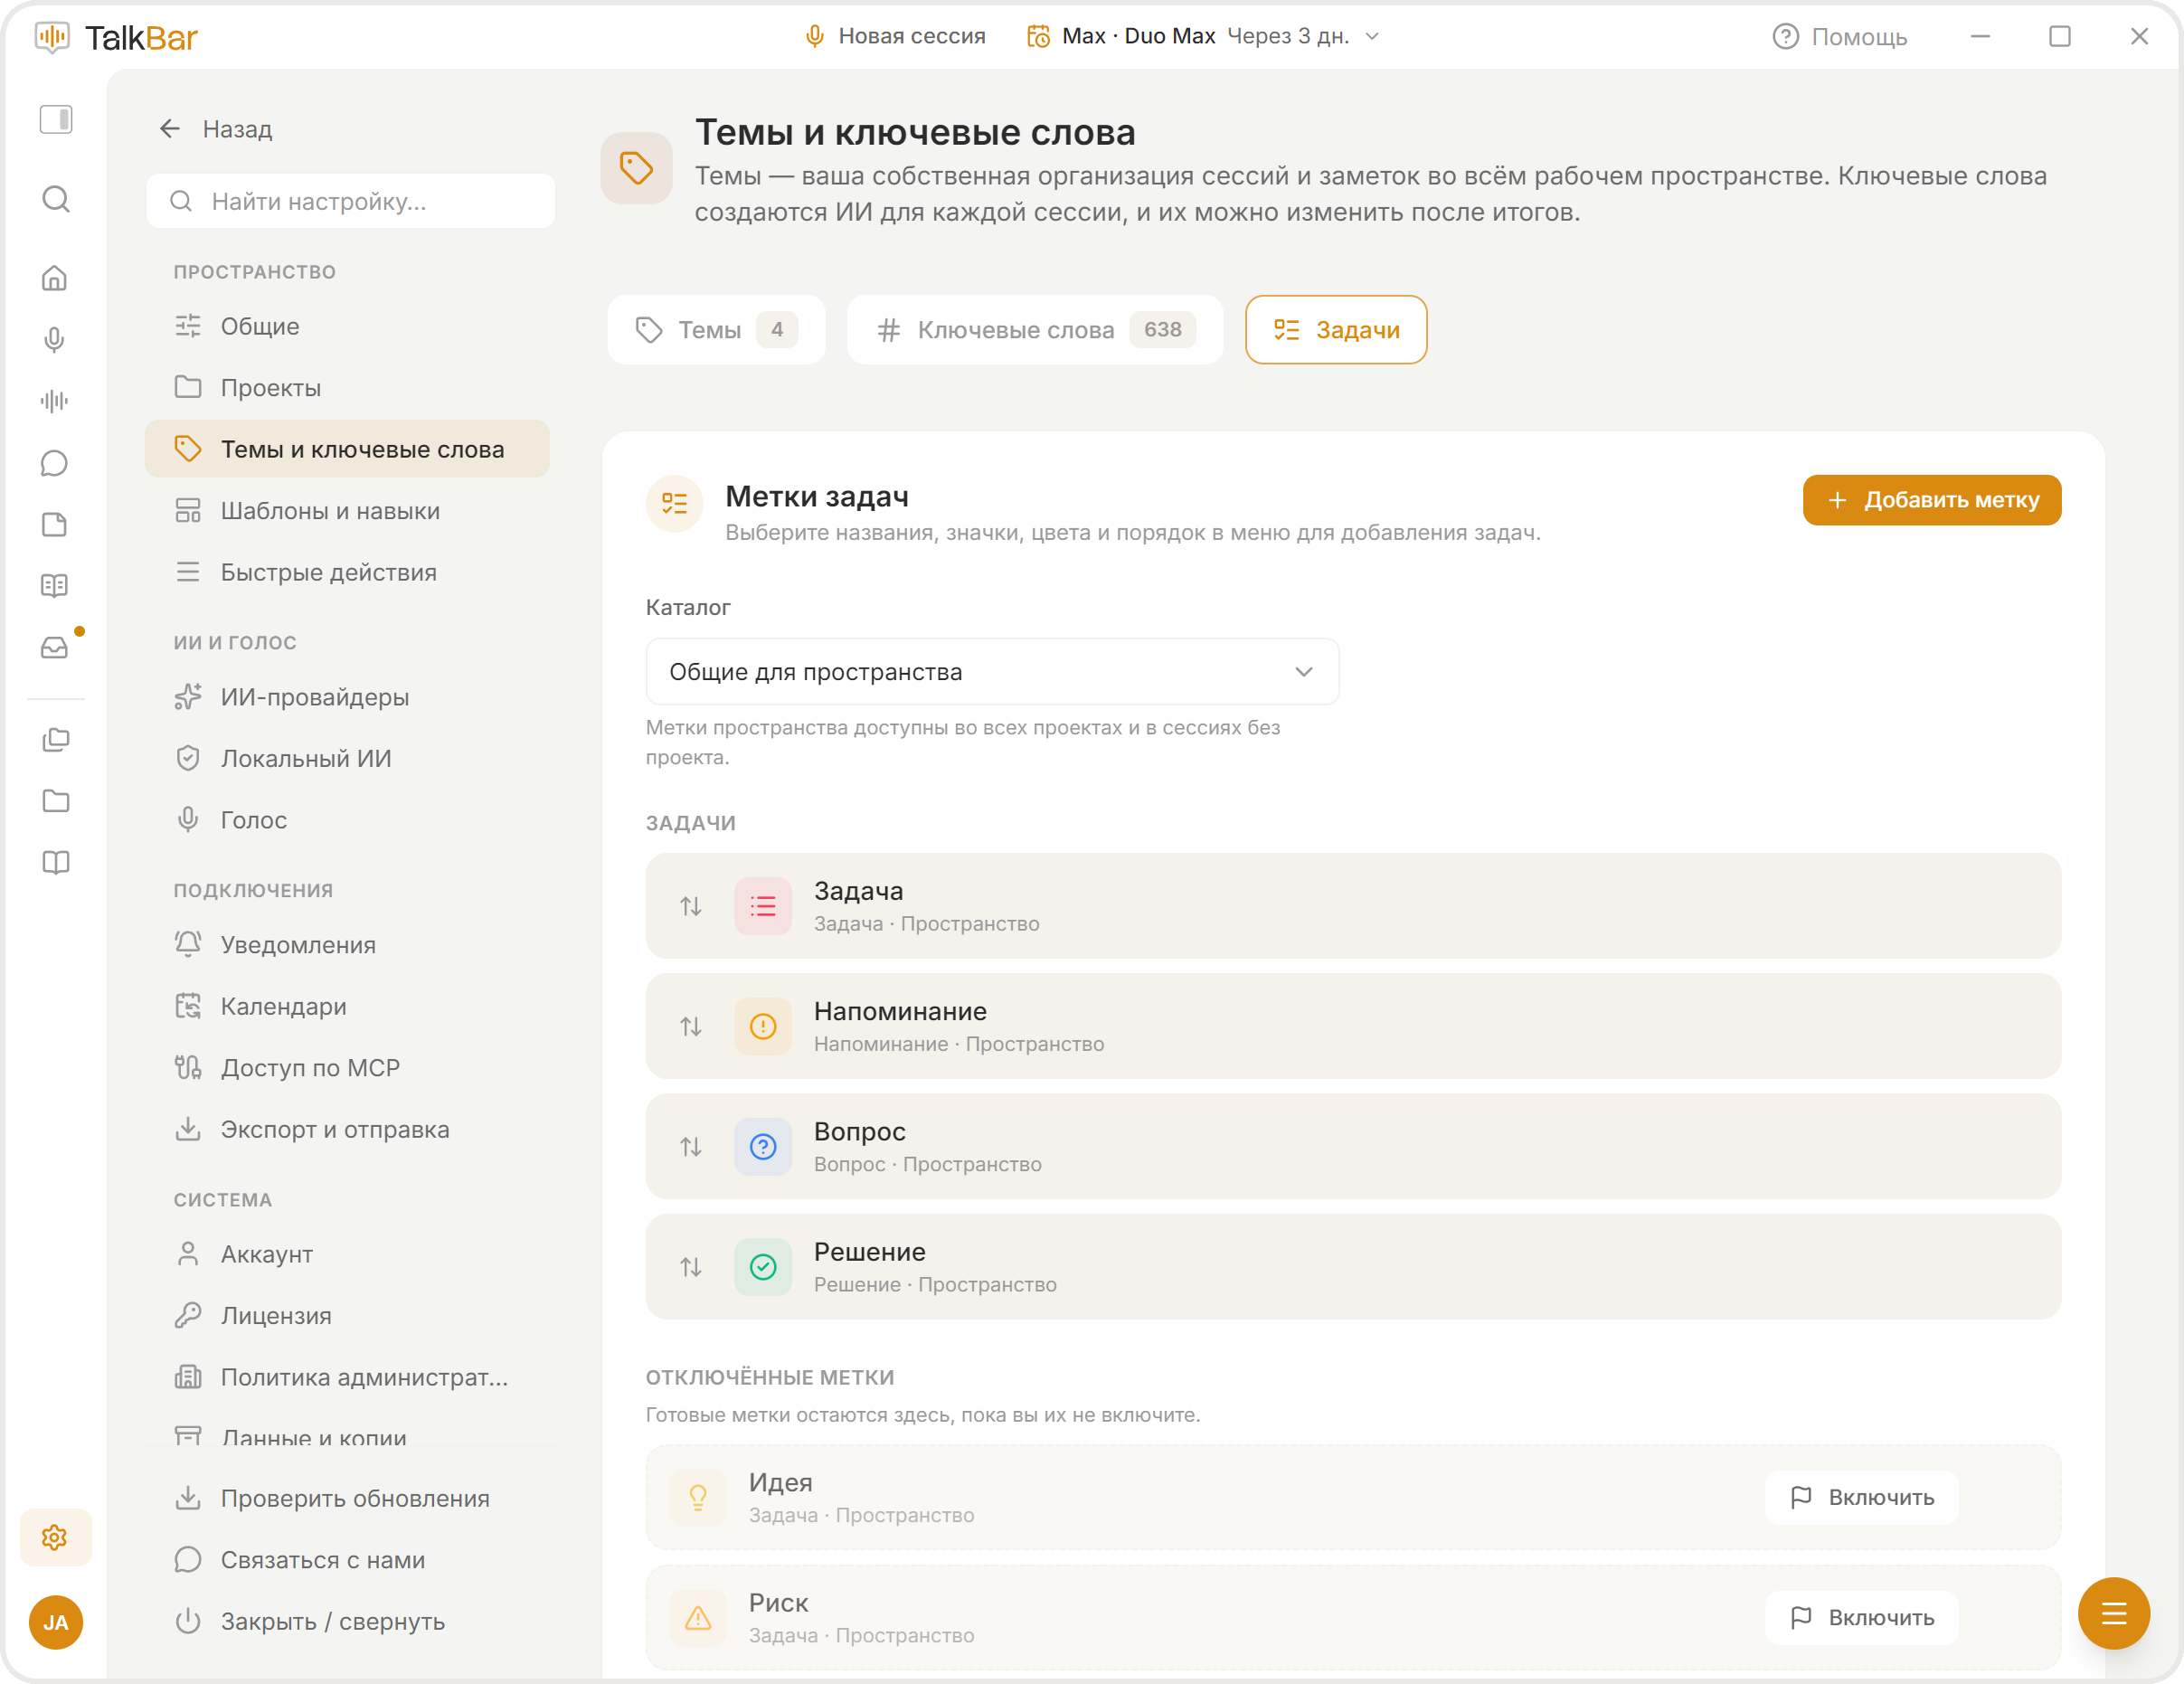 TalkBar
Новая сессия
Max · Duo Max Через 3 дн.
Помощь
Назад
Найти настройку...
ПРОСТРАНСТВО
Общие
Проекты
Темы и ключевые слова
Шаблоны и навыки
Быстрые действия
ИИ И ГОЛОС
ИИ-провайдеры
Локальный ИИ
Голос
ПОДКЛЮЧЕНИЯ
Уведомления
Календари
Доступ по MCP
Экспорт и отправка
СИСТЕМА
Аккаунт
Лицензия
Политика администрат...
Данные и копии
Проверить обновления
Связаться с нами
Закрыть / свернуть
JA
Темы и ключевые слова
Темы — ваша собственная организация сессий и заметок во всём рабочем пространстве. Ключевые слова
создаются ИИ для каждой сессии, и их можно изменить после итогов.
Темы 4
Ключевые слова 638
Задачи
Метки задач
Выберите названия, значки, цвета и порядок в меню для добавления задач.
Добавить метку
Каталог
Общие для пространства
Метки пространства доступны во всех проектах и в сессиях без
проекта.
ЗАДАЧИ
Задача
Задача · Пространство
Напоминание
Напоминание · Пространство
Вопрос
Вопрос · Пространство
Решение
Решение · Пространство
ОТКЛЮЧЁННЫЕ МЕТКИ
Готовые метки остаются здесь, пока вы их не включите.
Идея
Задача · Пространство
Включить
Риск
Задача · Пространство
Включить